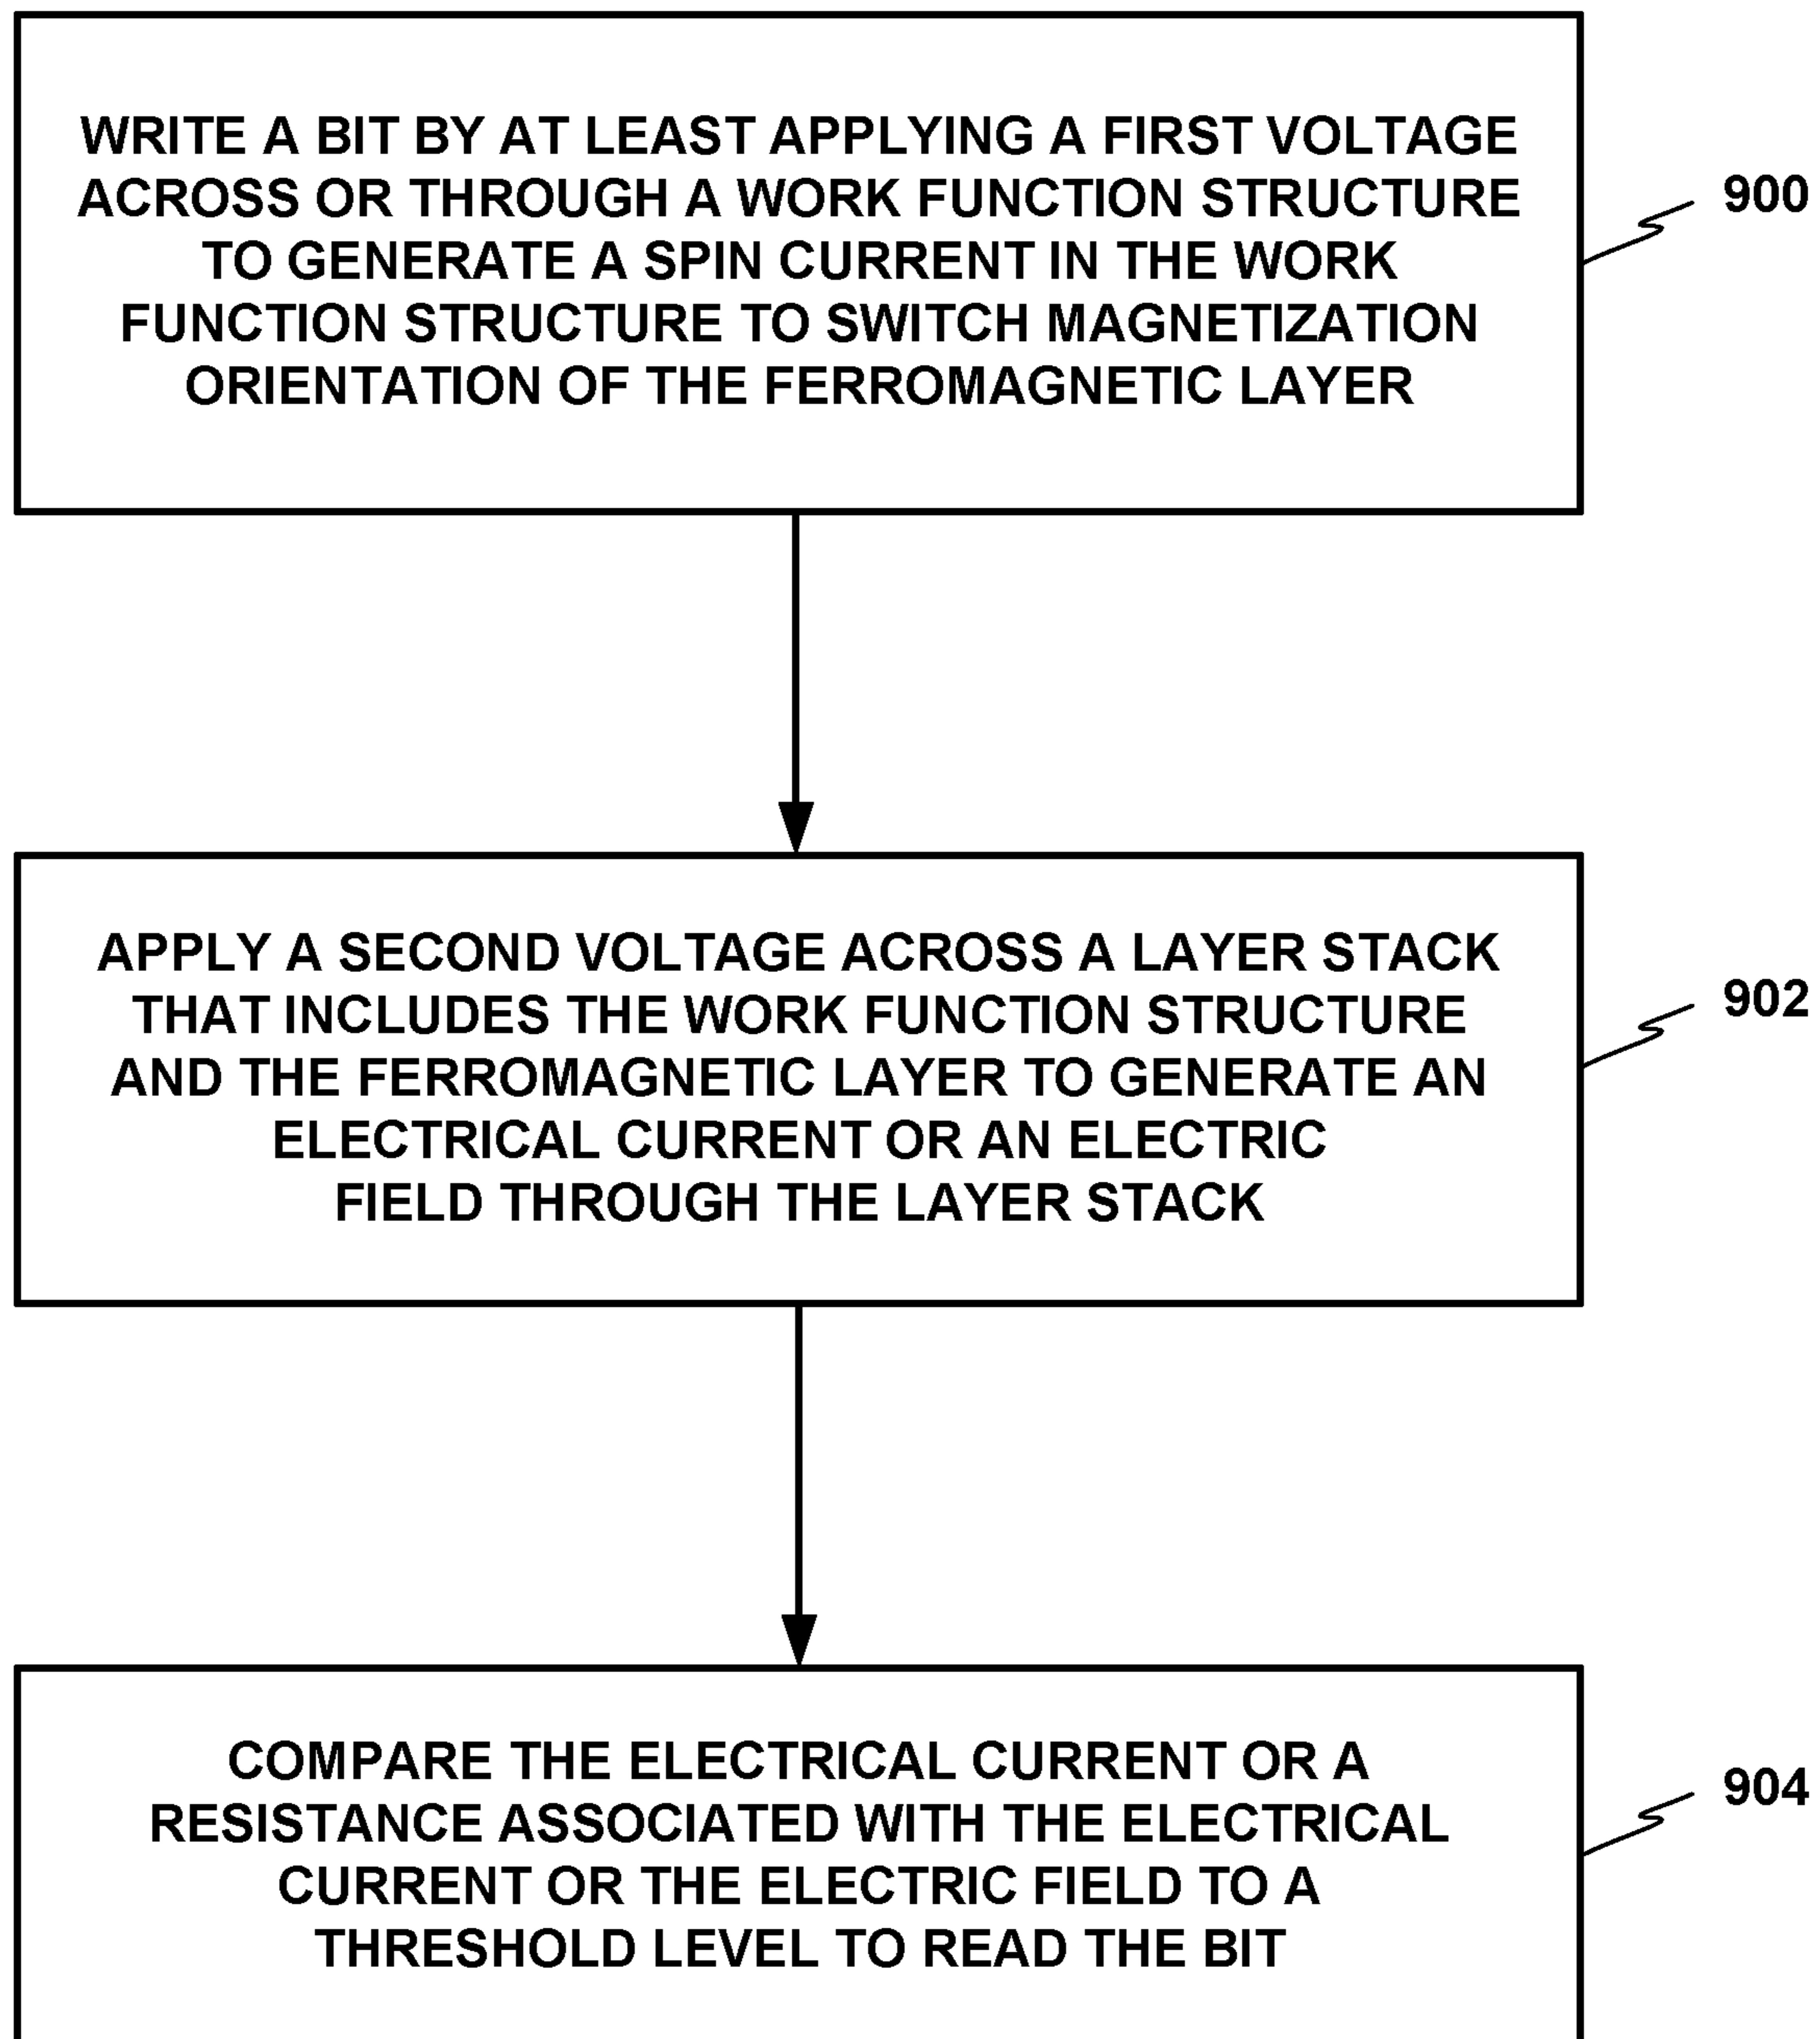 WRITE A BIT BY AT LEAST APPLYING A FIRST VOLTAGE
ACROSS OR THROUGH A WORK FUNCTION STRUCTURE
TO GENERATE A SPIN CURRENT IN THE WORK
FUNCTION STRUCTURE TO SWITCH MAGNETIZATION
ORIENTATION OF THE FERROMAGNETIC LAYER
900
APPLY A SECOND VOLTAGE ACROSS A LAYER STACK
THAT INCLUDES THE WORK FUNCTION STRUCTURE
AND THE FERROMAGNETIC LAYER TO GENERATE AN
ELECTRICAL CURRENT OR AN ELECTRIC
FIELD THROUGH THE LAYER STACK
902
COMPARE THE ELECTRICAL CURRENT OR A
RESISTANCE ASSOCIATED WITH THE ELECTRICAL
CURRENT OR THE ELECTRIC FIELD TO A
THRESHOLD LEVEL TO READ THE BIT
904